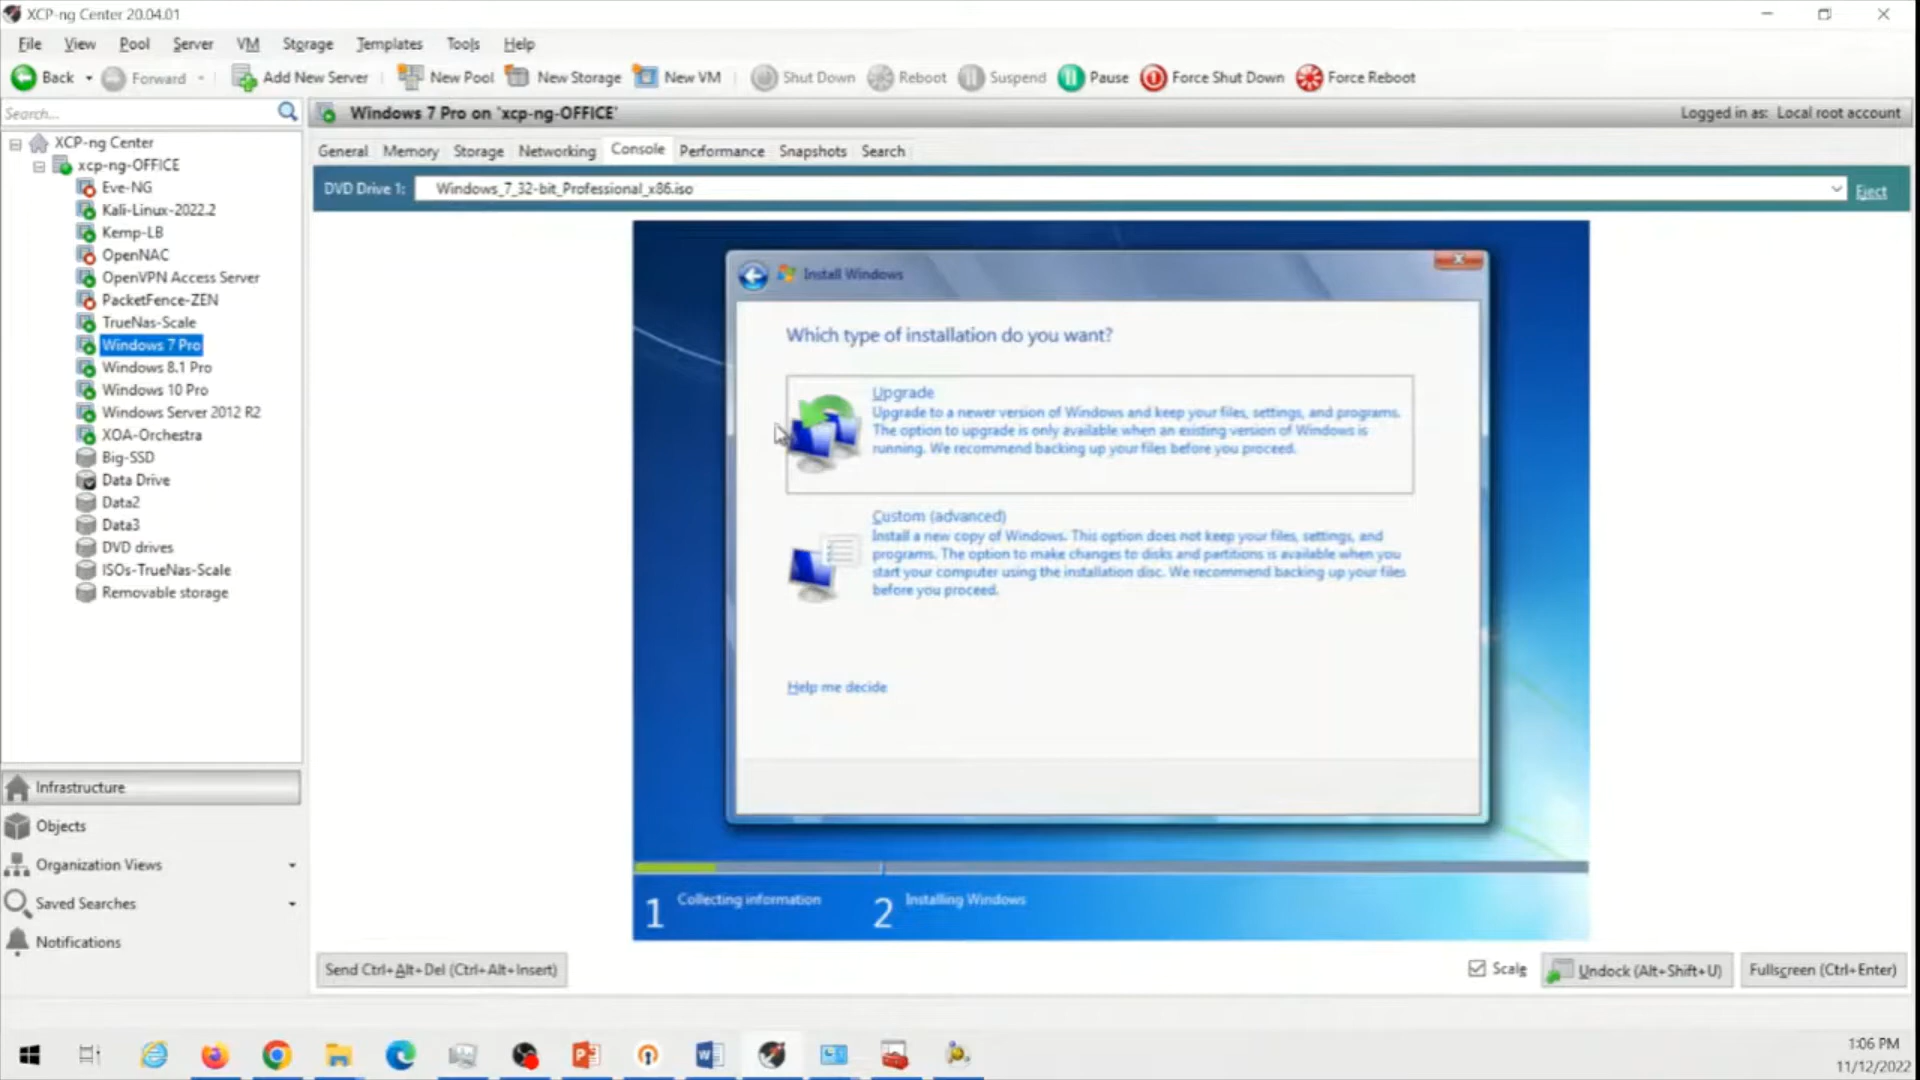 XCP-ng Center 20.04.01
File View Pool Server VM Storage Templates Tools Help
Back Forward Add New Server New Pool New Storage New VM Shut Down Reboot Suspend Pause Force Shut Down Force Reboot
Search...
Windows 7 Pro on 'xcp-ng-OFFICE'
Logged in as: Local root account
XCP-ng Center
xcp-ng-OFFICE
Eve-NG
Kali-Linux-2022.2
Kemp-LB
OpenNAC
OpenVPN Access Server
PacketFence-ZEN
TrueNas-Scale
Windows 7 Pro
Windows 8.1 Pro
Windows 10 Pro
Windows Server 2012 R2
XOA-Orchestra
Big-SSD
Data Drive
Data2
Data3
DVD drives
ISOs-TrueNas-Scale
Removable storage
Infrastructure
Objects
Organization Views
Saved Searches
Notifications
General Memory Storage Networking Console Performance Snapshots Search
DVD Drive 1: Windows_7_32-bit_Professional_x86.iso Eject
Install Windows
Which type of installation do you want?
Upgrade
Upgrade to a newer version of Windows and keep your files, settings, and programs.
The option to upgrade is only available when an existing version of Windows is
running. We recommend backing up your files before you proceed.
Custom (advanced)
Install a new copy of Windows. This option does not keep your files, settings, and
programs. The option to make changes to disks and partitions is available when you
start your computer using the installation disc. We recommend backing up your files
before you proceed.
Help me decide
1 Collecting information 2 Installing Windows
Send Ctrl+Alt+Del (Ctrl+Alt+Insert)
Scale Undock (Alt+Shift+U) Fullscreen (Ctrl+Enter)
1:06 PM
11/12/2022